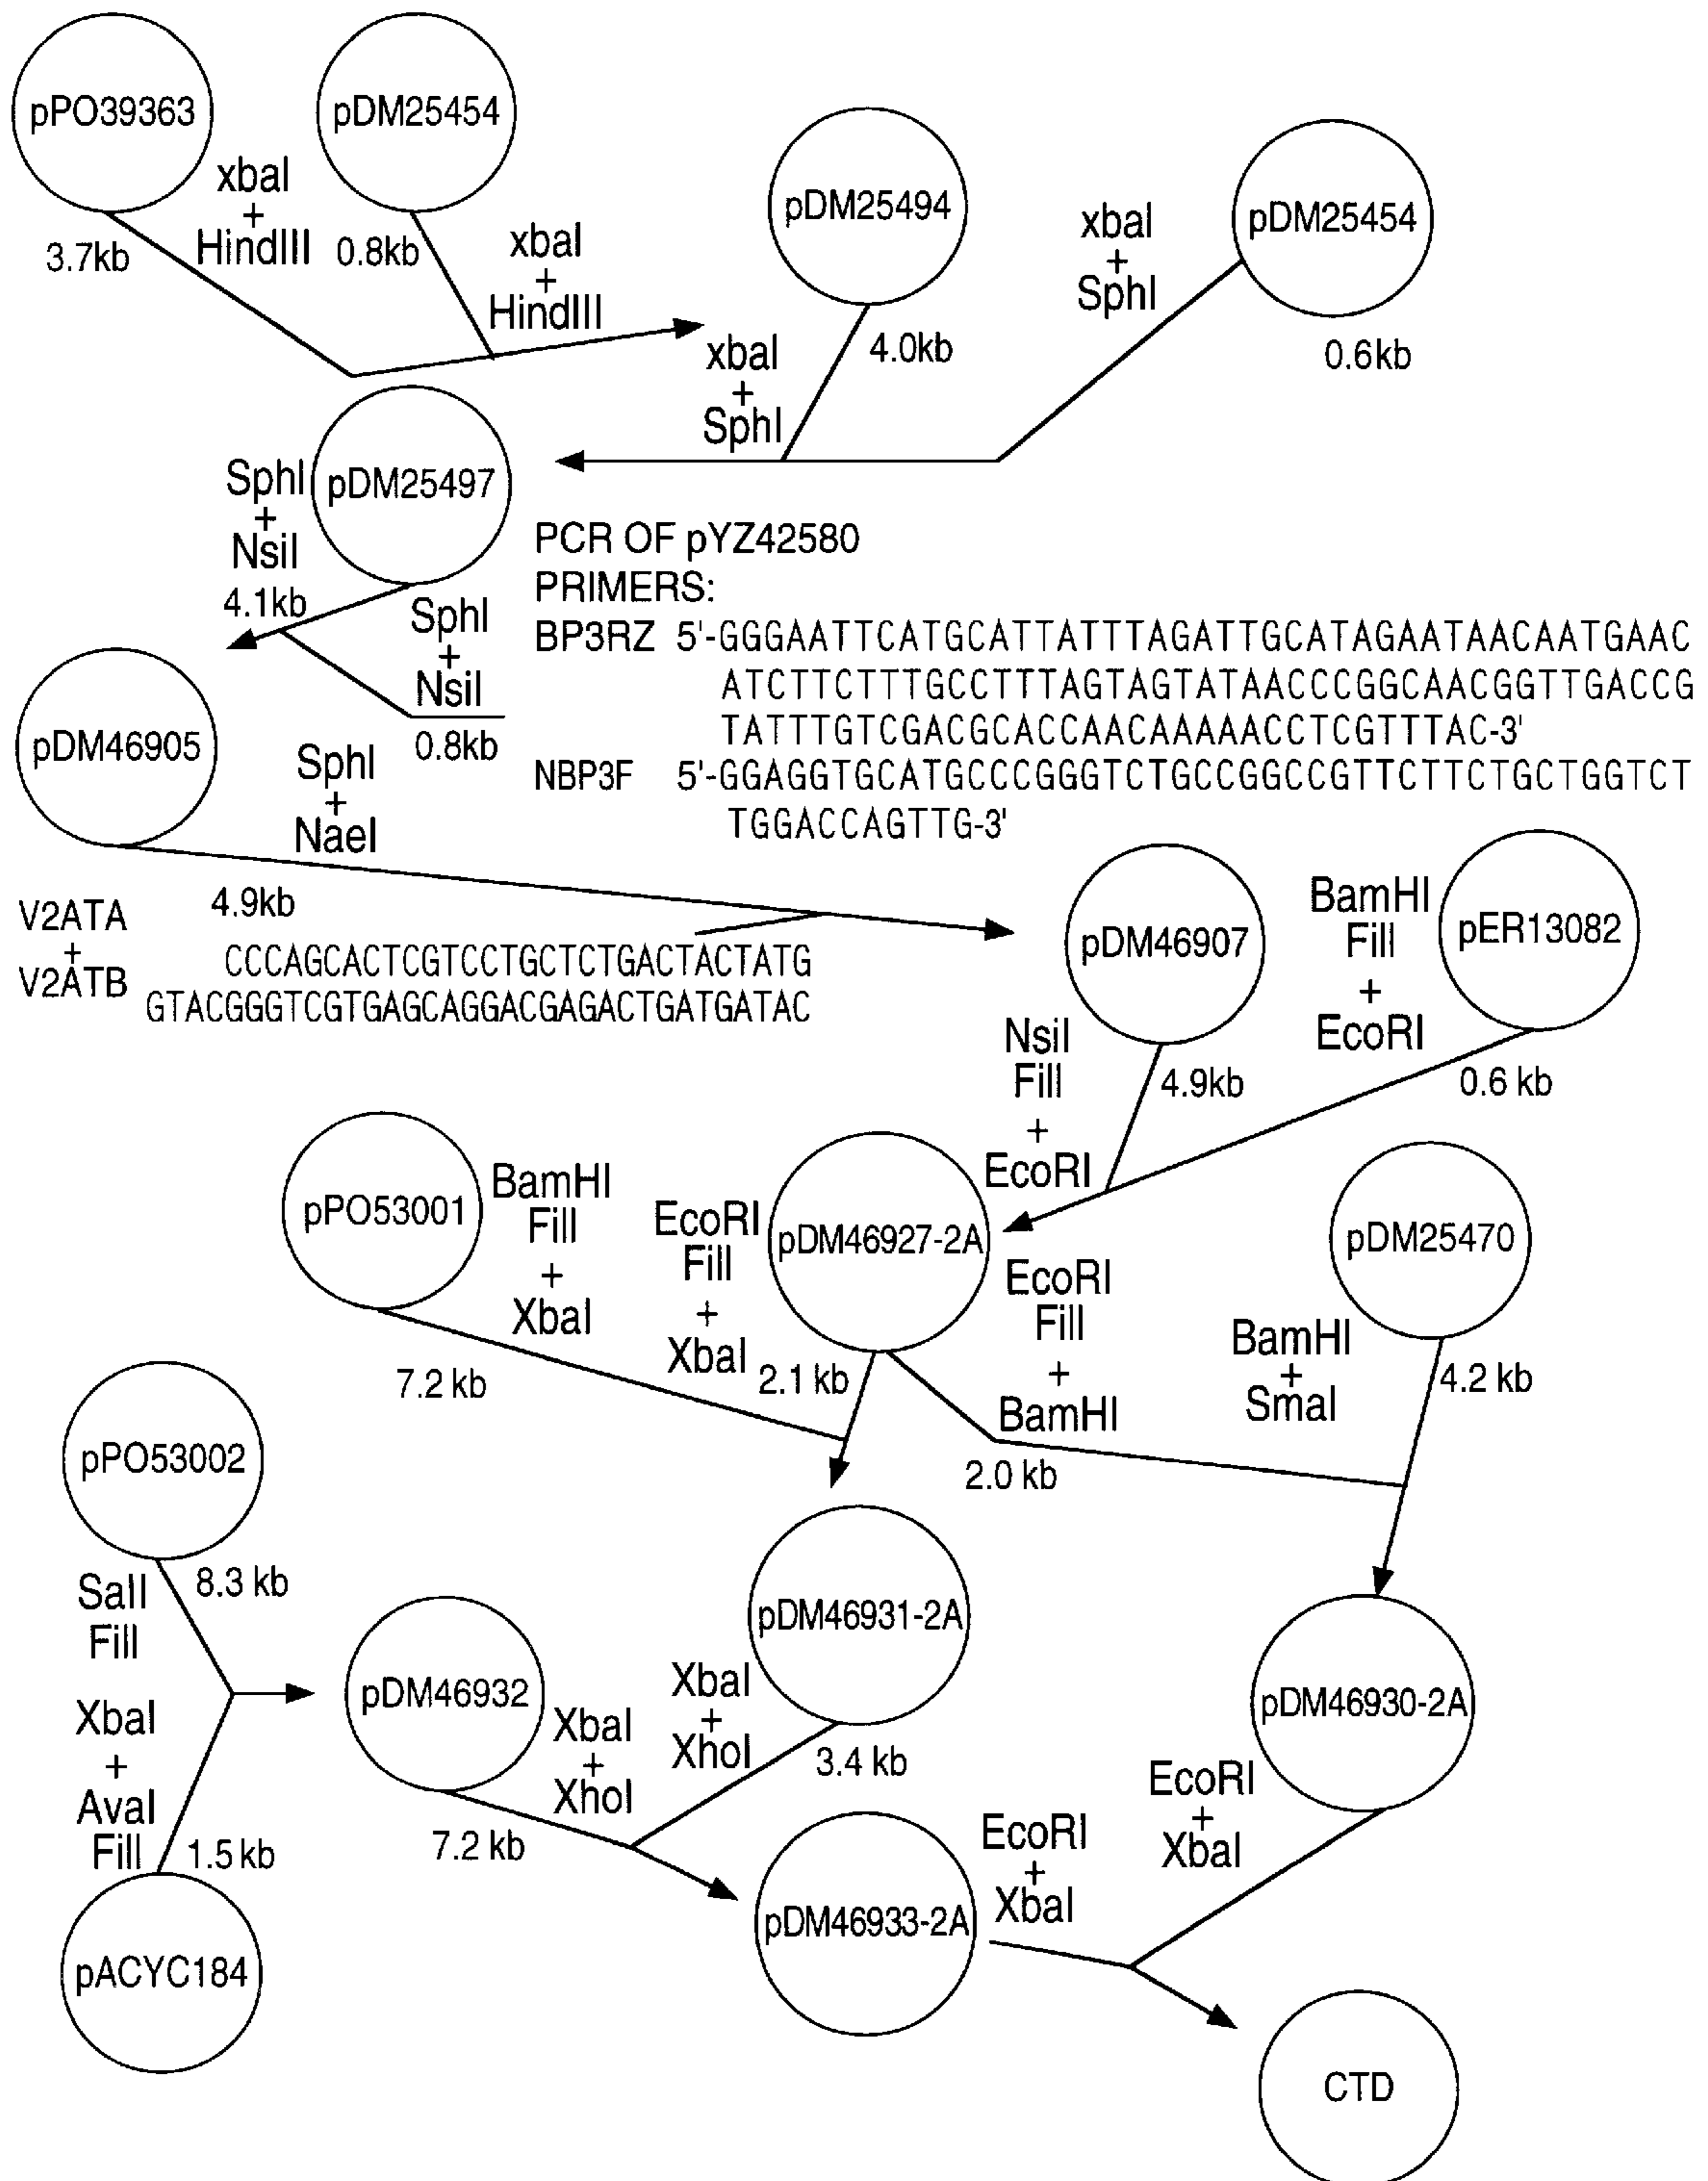 pPO39363
pDM25454
xbaI
+
HindIII
3.7kb
0.8kb
xbaI
+
HindIII
pDM25494
pDM25454
xbaI
+
SphI
4.0kb
0.6kb
xbaI
+
SphI
pDM25497
SphI
+
NsiI
4.1kb
SphI
+
NsiI
0.8kb
PCR OF pYZ42580
PRIMERS:
BP3RZ 5'-GGGAATTCATGCATTATTTAGATTGCATAGAATAACAATGAAC
ATCTTCTTTGCCTTTAGTAGTATAACCCGGCAACGGTTGACCG
TATTTGTCGACGCACCAACAAAAACCTCGTTTAC-3'
NBP3F 5'-GGAGGTGCATGCCCGGGTCTGCCGGCCGTTCTTCTGCTGGTCT
TGGACCAGTTG-3'
pDM46905
SphI
+
NaeI
4.9kb
V2ATA
+
V2ATB
CCCAGCACTCGTCCTGCTCTGACTACTATG
GTACGGGTCGTGAGCAGGACGAGACTGATGATAC
pDM46907
BamHI
Fill
+
EcoRI
pER13082
NsiI
Fill
+
EcoRI
4.9kb
0.6 kb
pPO53001
BamHI
Fill
+
XbaI
7.2 kb
EcoRI
Fill
+
XbaI
2.1 kb
pDM46927-2A
EcoRI
Fill
+
BamHI
2.0 kb
pDM25470
BamHI
+
SmaI
4.2 kb
pPO53002
8.3 kb
SalI
Fill
XbaI
+
AvaI
Fill
1.5 kb
pACYC184
pDM46932
XbaI
+
XhoI
7.2 kb
pDM46931-2A
XbaI
+
XhoI
3.4 kb
pDM46930-2A
pDM46933-2A
EcoRI
+
XbaI
EcoRI
+
XbaI
CTD